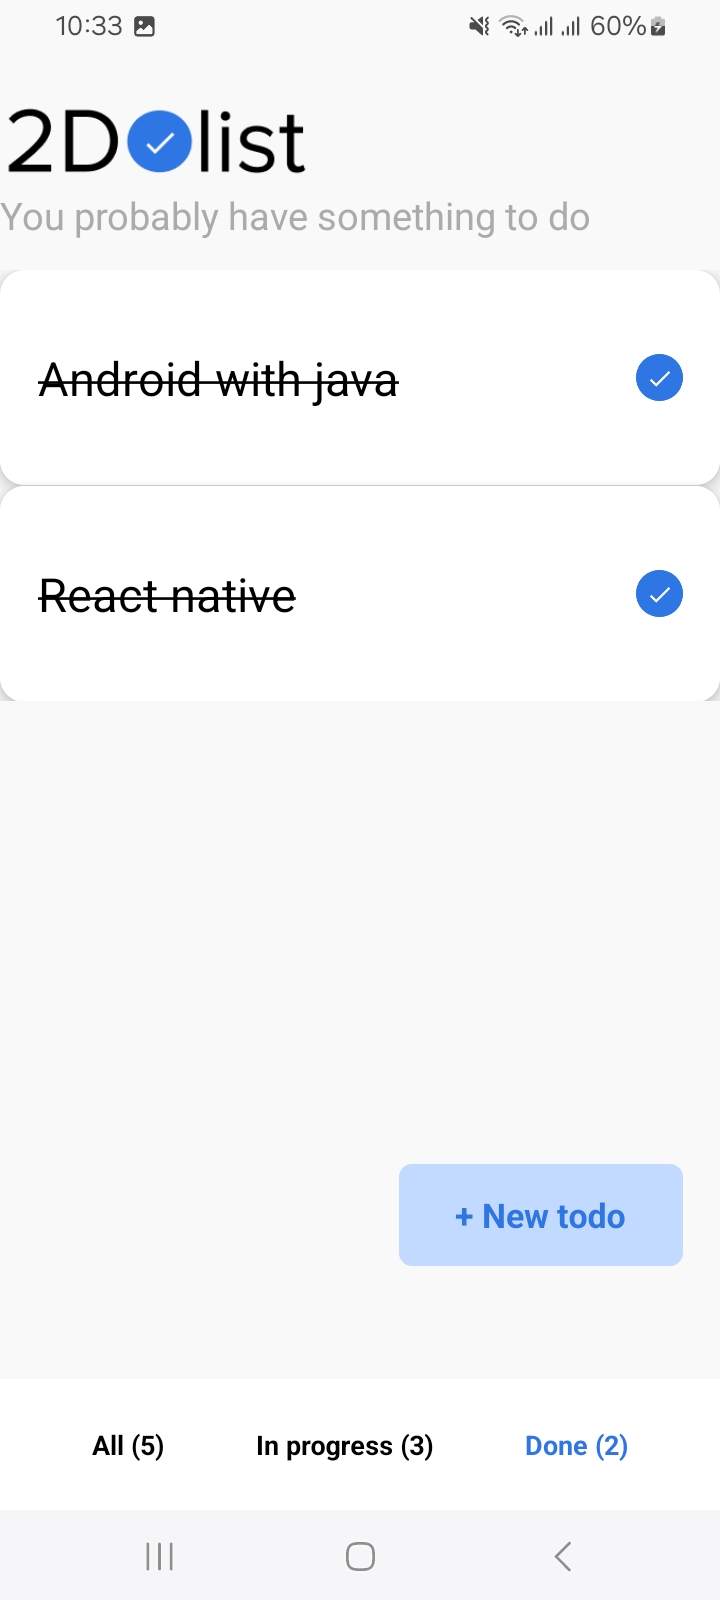 10:33 60%
2D list
You probably have something to do
Android with java
React native
+ New todo
All (5) In progress (3) Done (2)